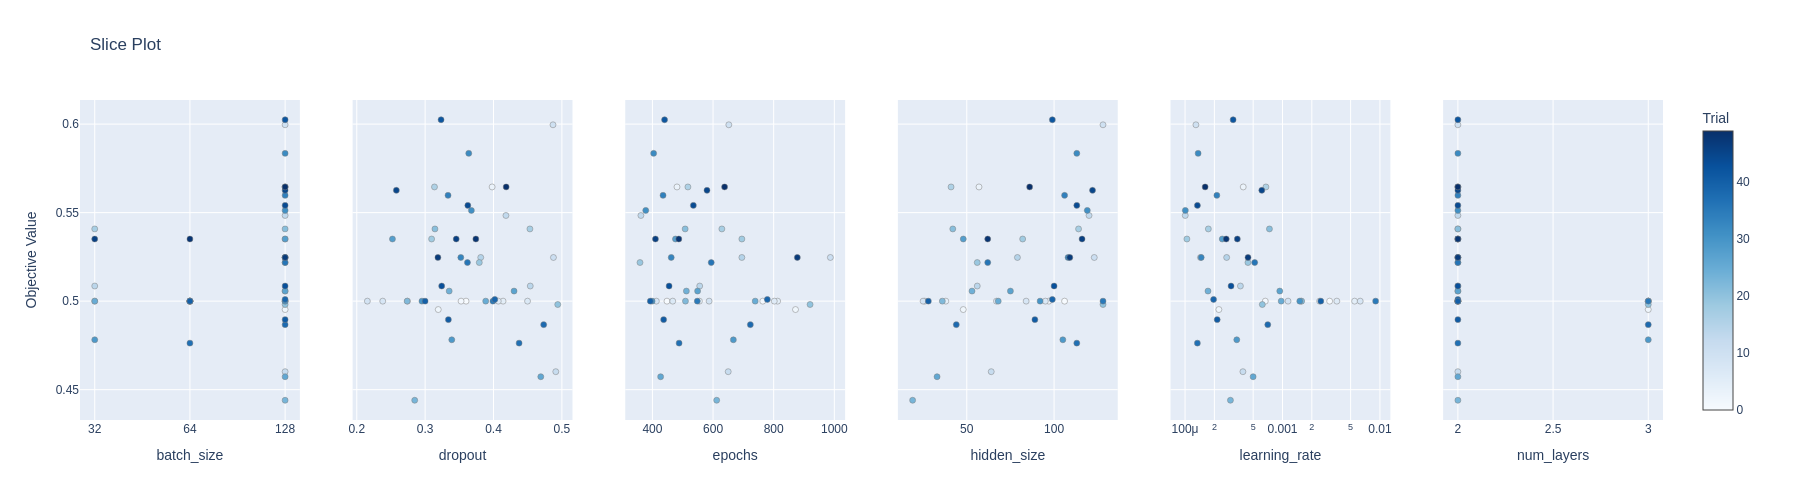 Slice Plot
Objective Value
0.6
0.55
0.5
0.45
32 64 128
batch_size
0.2 0.3 0.4 0.5
dropout
400 600 800 1000
epochs
50 100
hidden_size
100μ 2 5 0.001 2 5 0.01
learning_rate
2 2.5 3
num_layers
Trial
40
30
20
10
0